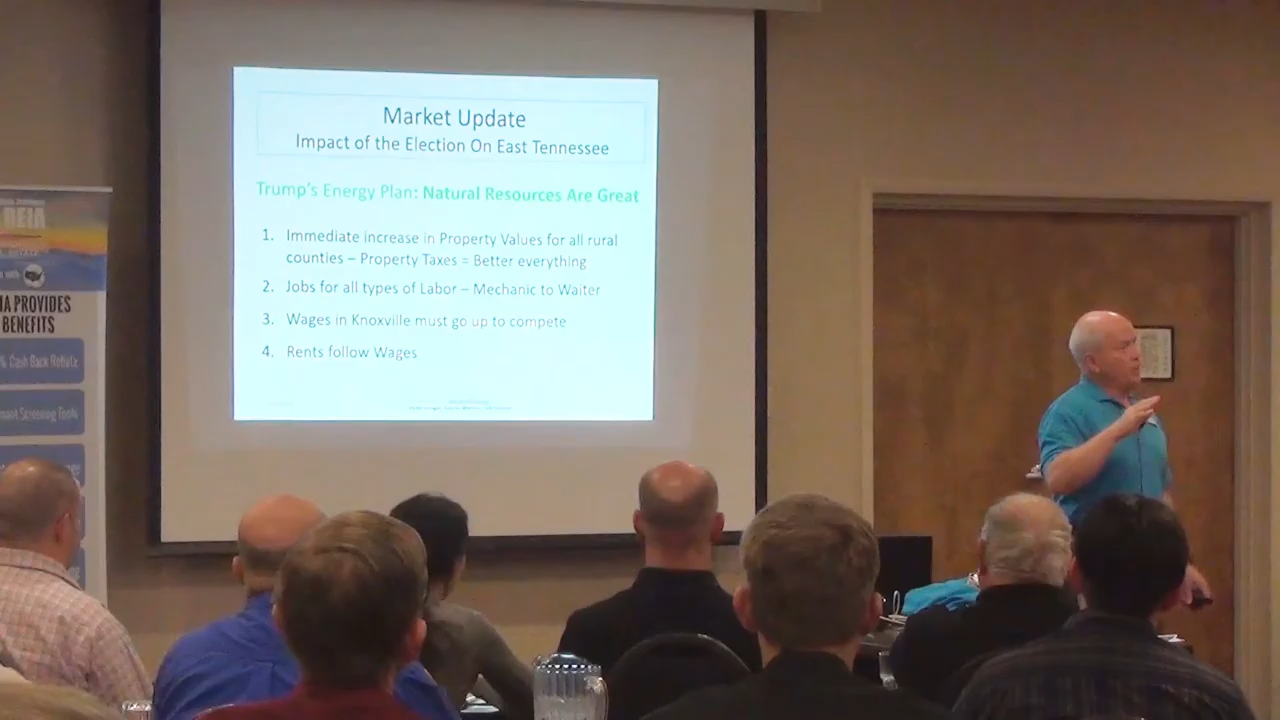 Market Update
Impact of the Election On East Tennessee
Trump's Energy Plan: Natural Resources Are Great
1. Immediate increase in Property Values for all rural
counties – Property Taxes = Better everything
2. Jobs for all types of Labor – Mechanic to Waiter
3. Wages in Knoxville must go up to compete
4. Rents follow Wages
REIA
PROVIDES
BENEFITS
% Cash Back Rebate
Screening Tools